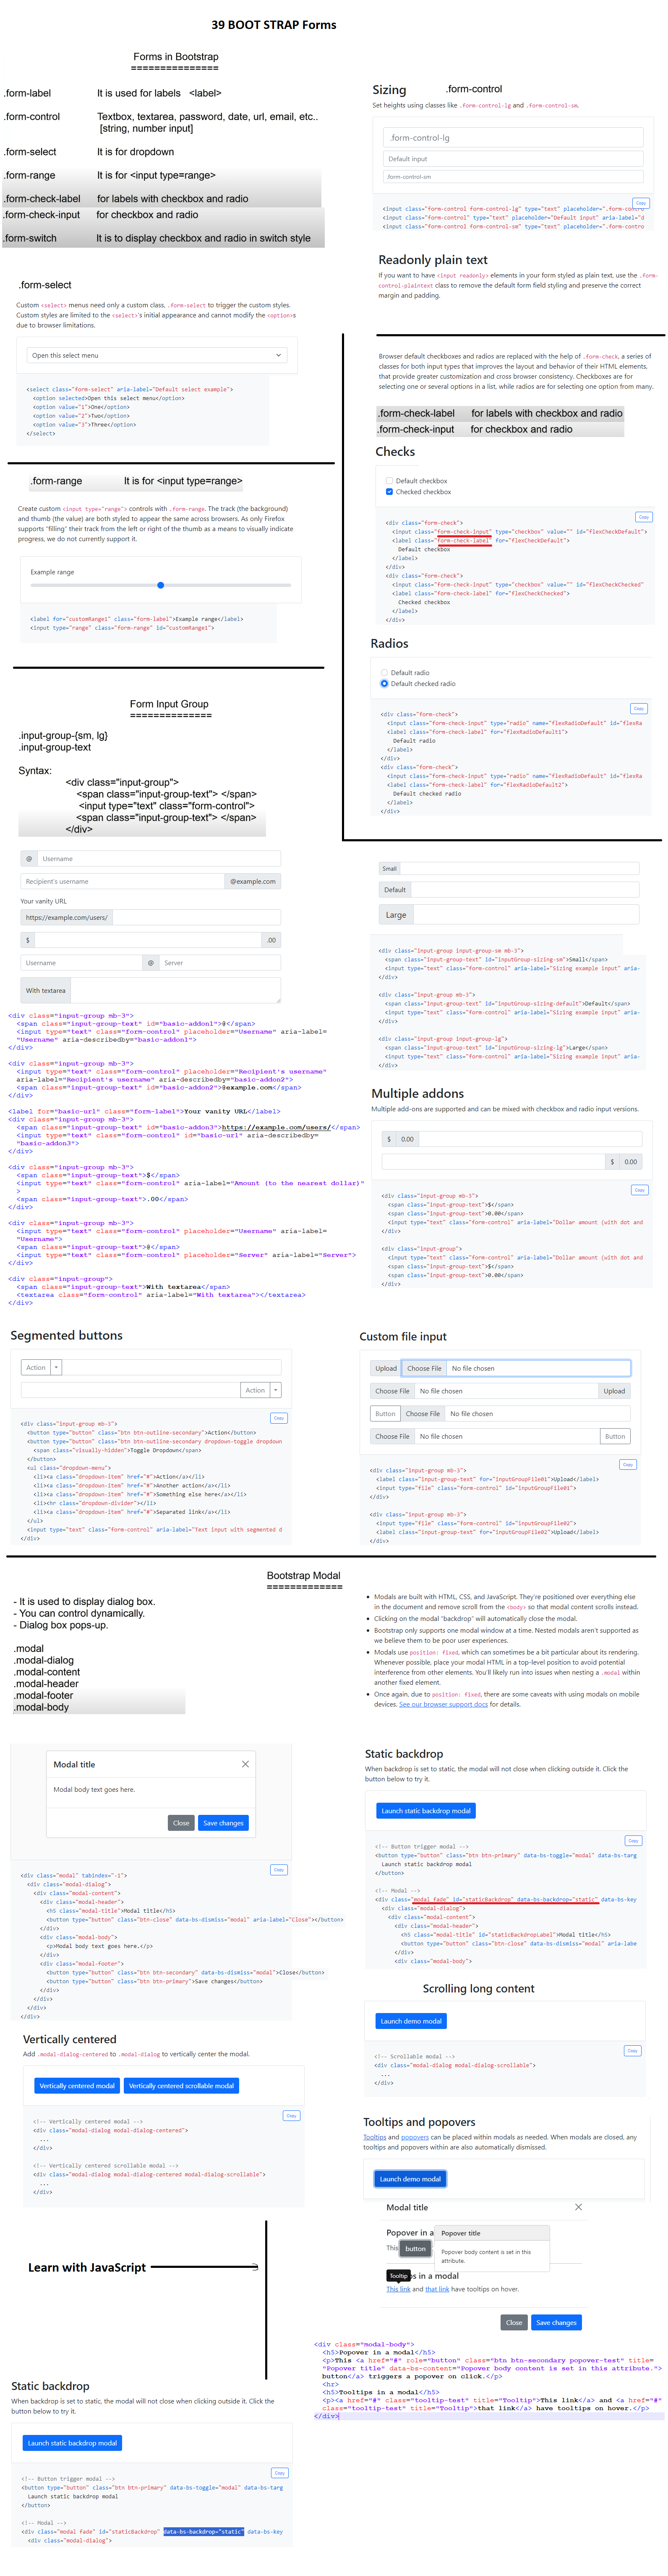 39 BOOT STRAP Forms
Forms in Bootstrap
===============
.form-label It is used for labels <label>
.form-control Textbox, textarea, password, date, url, email, etc..
[string, number input]
.form-select It is for dropdown
.form-range It is for <input type=range>
.form-check-label for labels with checkbox and radio
.form-check-input for checkbox and radio
.form-switch It is to display checkbox and radio in switch style
Sizing .form-control
Set heights using classes like .form-control-lg and .form-control-sm.
.form-control-lg
Default input
.form-control-sm
Copy
<input class="form-control form-control-lg" type="text" placeholder=".form-contro
<input class="form-control" type="text" placeholder="Default input" aria-label="d
<input class="form-control form-control-sm" type="text" placeholder=".form-contro
Readonly plain text
If you want to have <input readonly> elements in your form styled as plain text, use the .form-
control-plaintext class to remove the default form field styling and preserve the correct
margin and padding.
.form-select
Custom <select> menus need only a custom class, .form-select to trigger the custom styles.
Custom styles are limited to the <select>'s initial appearance and cannot modify the <option>s
due to browser limitations.
Open this select menu
<select class="form-select" aria-label="Default select example">
<option selected>Open this select menu</option>
<option value="1">One</option>
<option value="2">Two</option>
<option value="3">Three</option>
</select>
.form-range It is for <input type=range>
Create custom <input type="range"> controls with .form-range. The track (the background)
and thumb (the value) are both styled to appear the same across browsers. As only Firefox
supports "filling" their track from the left or right of the thumb as a means to visually indicate
progress, we do not currently support it.
Example range
<label for="customRange1" class="form-label">Example range</label>
<input type="range" class="form-range" id="customRange1">
Browser default checkboxes and radios are replaced with the help of .form-check, a series of
classes for both input types that improves the layout and behavior of their HTML elements,
that provide greater customization and cross browser consistency. Checkboxes are for
selecting one or several options in a list, while radios are for selecting one option from many.
.form-check-label for labels with checkbox and radio
.form-check-input for checkbox and radio
Checks
Default checkbox
Checked checkbox
Copy
<div class="form-check">
<input class="form-check-input" type="checkbox" value="" id="flexCheckDefault">
<label class="form-check-label" for="flexCheckDefault">
Default checkbox
</label>
</div>
<div class="form-check">
<input class="form-check-input" type="checkbox" value="" id="flexCheckChecked"
<label class="form-check-label" for="flexCheckChecked">
Checked checkbox
</label>
</div>
Radios
Default radio
Default checked radio
Copy
<div class="form-check">
<input class="form-check-input" type="radio" name="flexRadioDefault" id="flexRa
<label class="form-check-label" for="flexRadioDefault1">
Default radio
</label>
</div>
<div class="form-check">
<input class="form-check-input" type="radio" name="flexRadioDefault" id="flexRa
<label class="form-check-label" for="flexRadioDefault2">
Default checked radio
</label>
</div>
Form Input Group
==============
.input-group-{sm, lg}
.input-group-text
Syntax:
<div class="input-group">
<span class="input-group-text"> </span>
<input type="text" class="form-control">
<span class="input-group-text"> </span>
</div>
@ Username
Recipient's username @example.com
Your vanity URL
https://example.com/users/
$ .00
Username @ Server
With textarea
<div class="input-group mb-3">
<span class="input-group-text" id="basic-addon1">@</span>
<input type="text" class="form-control" placeholder="Username" aria-label=
"Username" aria-describedby="basic-addon1">
</div>
<div class="input-group mb-3">
<input type="text" class="form-control" placeholder="Recipient's username"
aria-label="Recipient's username" aria-describedby="basic-addon2">
<span class="input-group-text" id="basic-addon2">@example.com</span>
</div>
<label for="basic-url" class="form-label">Your vanity URL</label>
<div class="input-group mb-3">
<span class="input-group-text" id="basic-addon3">https://example.com/users/</span>
<input type="text" class="form-control" id="basic-url" aria-describedby=
"basic-addon3">
</div>
<div class="input-group mb-3">
<span class="input-group-text">$</span>
<input type="text" class="form-control" aria-label="Amount (to the nearest dollar)"
>
<span class="input-group-text">.00</span>
</div>
<div class="input-group mb-3">
<input type="text" class="form-control" placeholder="Username" aria-label=
"Username">
<span class="input-group-text">@</span>
<input type="text" class="form-control" placeholder="Server" aria-label="Server">
</div>
<div class="input-group">
<span class="input-group-text">With textarea</span>
<textarea class="form-control" aria-label="With textarea"></textarea>
</div>
Small
Default
Large
<div class="input-group input-group-sm mb-3">
<span class="input-group-text" id="inputGroup-sizing-sm">Small</span>
<input type="text" class="form-control" aria-label="Sizing example input" aria-
</div>
<div class="input-group mb-3">
<span class="input-group-text" id="inputGroup-sizing-default">Default</span>
<input type="text" class="form-control" aria-label="Sizing example input" aria-
</div>
<div class="input-group input-group-lg">
<span class="input-group-text" id="inputGroup-sizing-lg">Large</span>
<input type="text" class="form-control" aria-label="Sizing example input" aria-
</div>
Multiple addons
Multiple add-ons are supported and can be mixed with checkbox and radio input versions.
$ 0.00
$ 0.00
Copy
<div class="input-group mb-3">
<span class="input-group-text">$</span>
<span class="input-group-text">0.00</span>
<input type="text" class="form-control" aria-label="Dollar amount (with dot and
</div>
<div class="input-group">
<input type="text" class="form-control" aria-label="Dollar amount (with dot and
<span class="input-group-text">$</span>
<span class="input-group-text">0.00</span>
</div>
Segmented buttons
Action
Action
Copy
<div class="input-group mb-3">
<button type="button" class="btn btn-outline-secondary">Action</button>
<button type="button" class="btn btn-outline-secondary dropdown-toggle dropdown
<span class="visually-hidden">Toggle Dropdown</span>
</button>
<ul class="dropdown-menu">
<li><a class="dropdown-item" href="#">Action</a></li>
<li><a class="dropdown-item" href="#">Another action</a></li>
<li><a class="dropdown-item" href="#">Something else here</a></li>
<li><hr class="dropdown-divider"></li>
<li><a class="dropdown-item" href="#">Separated link</a></li>
</ul>
<input type="text" class="form-control" aria-label="Text input with segmented d
</div>
Custom file input
Upload Choose File No file chosen
Choose File No file chosen Upload
Button Choose File No file chosen
Choose File No file chosen Button
Copy
<div class="input-group mb-3">
<label class="input-group-text" for="inputGroupFile01">Upload</label>
<input type="file" class="form-control" id="inputGroupFile01">
</div>
<div class="input-group mb-3">
<input type="file" class="form-control" id="inputGroupFile02">
<label class="input-group-text" for="inputGroupFile02">Upload</label>
</div>
Bootstrap Modal
=============
- It is used to display dialog box.
- You can control dynamically.
- Dialog box pops-up.
.modal
.modal-dialog
.modal-content
.modal-header
.modal-footer
.modal-body
Modals are built with HTML, CSS, and JavaScript. They're positioned over everything else
in the document and remove scroll from the <body> so that modal content scrolls instead.
Clicking on the modal "backdrop" will automatically close the modal.
Bootstrap only supports one modal window at a time. Nested modals aren't supported as
we believe them to be poor user experiences.
Modals use position: fixed, which can sometimes be a bit particular about its rendering.
Whenever possible, place your modal HTML in a top-level position to avoid potential
interference from other elements. You'll likely run into issues when nesting a .modal within
another fixed element.
Once again, due to position: fixed, there are some caveats with using modals on mobile
devices. See our browser support docs for details.
Modal title
Modal body text goes here.
Close Save changes
Copy
<div class="modal" tabindex="-1">
<div class="modal-dialog">
<div class="modal-content">
<div class="modal-header">
<h5 class="modal-title">Modal title</h5>
<button type="button" class="btn-close" data-bs-dismiss="modal" aria-label="Close"></button>
</div>
<div class="modal-body">
<p>Modal body text goes here.</p>
</div>
<div class="modal-footer">
<button type="button" class="btn btn-secondary" data-bs-dismiss="modal">Close</button>
<button type="button" class="btn btn-primary">Save changes</button>
</div>
</div>
</div>
</div>
Static backdrop
When backdrop is set to static, the modal will not close when clicking outside it. Click the
button below to try it.
Launch static backdrop modal
Copy
<!-- Button trigger modal -->
<button type="button" class="btn btn-primary" data-bs-toggle="modal" data-bs-targ
Launch static backdrop modal
</button>
<!-- Modal -->
<div class="modal fade" id="staticBackdrop" data-bs-backdrop="static" data-bs-key
<div class="modal-dialog">
<div class="modal-content">
<div class="modal-header">
<h5 class="modal-title" id="staticBackdropLabel">Modal title</h5>
<button type="button" class="btn-close" data-bs-dismiss="modal" aria-labe
</div>
<div class="modal-body">
Scrolling long content
Launch demo modal
Copy
<!-- Scrollable modal -->
<div class="modal-dialog modal-dialog-scrollable">
...
</div>
Vertically centered
Add .modal-dialog-centered to .modal-dialog to vertically center the modal.
Vertically centered modal Vertically centered scrollable modal
Copy
<!-- Vertically centered modal -->
<div class="modal-dialog modal-dialog-centered">
...
</div>
<!-- Vertically centered scrollable modal -->
<div class="modal-dialog modal-dialog-centered modal-dialog-scrollable">
...
</div>
Tooltips and popovers
Tooltips and popovers can be placed within modals as needed. When modals are closed, any
tooltips and popovers within are also automatically dismissed.
Launch demo modal
Modal title
Popover in a
Popover title
This button
Popover body content is set in this
attribute.
Tooltip
ps in a modal
This link and that link have tooltips on hover.
Close Save changes
Learn with JavaScript
<div class="modal-body">
<h5>Popover in a modal</h5>
<p>This <a href="#" role="button" class="btn btn-secondary popover-test" title=
"Popover title" data-bs-content="Popover body content is set in this attribute.">
button</a> triggers a popover on click.</p>
<hr>
<h5>Tooltips in a modal</h5>
<p><a href="#" class="tooltip-test" title="Tooltip">This link</a> and <a href="#"
class="tooltip-test" title="Tooltip">that link</a> have tooltips on hover.</p>
</div>
Static backdrop
When backdrop is set to static, the modal will not close when clicking outside it. Click the
button below to try it.
Launch static backdrop modal
Copy
<!-- Button trigger modal -->
<button type="button" class="btn btn-primary" data-bs-toggle="modal" data-bs-targ
Launch static backdrop modal
</button>
<!-- Modal -->
<div class="modal fade" id="staticBackdrop" data-bs-backdrop="static" data-bs-key
<div class="modal-dialog">